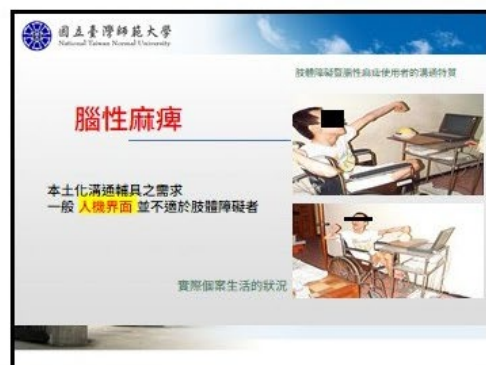 國立臺灣師範大學
National Taiwan Normal University
肢體障礙暨腦性麻痺使用者的溝通特質
腦性麻痺
本土化溝通輔具之需求
一般 人機界面 並不適於肢體障礙者
實際個案生活的狀況